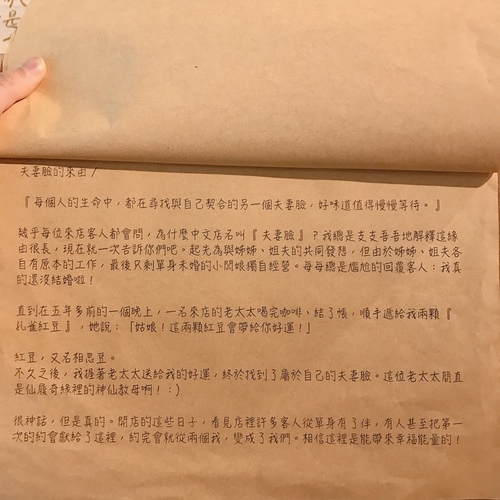 是
夫妻臉的來由 /
『 每個人的生命中，都在尋找與自己契合的另一個夫妻臉，好味道值得慢慢等待。』
幾乎每位來店客人都會問，為什麼中文店名叫『 夫妻臉 』？我總是支支吾吾地解釋這緣
由很長，現在就一次告訴你們吧。起先為與姊姊、姐夫的共同發想，但由於姊姊、姐夫各
自有原本的工作，最後只剩單身未婚的小闆娘獨自經營。每每總是尷尬的回覆客人：我真
的還沒結婚啦！
直到在五年多前的一個晚上，一名來店的老太太喝完咖啡、結了帳，順手遞給我兩顆『
孔雀紅豆 』，她說：「姑娘！這兩顆紅豆會帶給你好運！」
紅豆，又名相思豆。
不久之後，我握著老太太送給我的好運，終於找到了屬於自己的夫妻臉。這位老太太簡直
是仙履奇緣裡的神仙教母啊！:)
很神話，但是真的。開店的這些日子，看見店裡許多客人從單身有了伴，有人甚至把第一
次的約會獻給了這裡，約完會就從兩個我，變成了我們。相信這裡是能帶來幸福能量的！